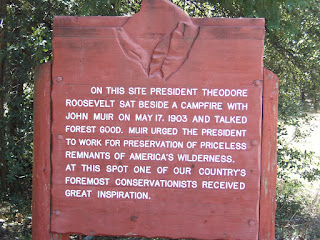 ON THIS SITE PRESIDENT THEODORE
ROOSEVELT SAT BESIDE A CAMPFIRE WITH
JOHN MUIR ON MAY 17, 1903 AND TALKED
FOREST GOOD. MUIR URGED THE PRESIDENT
TO WORK FOR PRESERVATION OF PRICELESS
REMNANTS OF AMERICA'S WILDERNESS.
AT THIS SPOT ONE OF OUR COUNTRY'S
FOREMOST CONSERVATIONISTS RECEIVED
GREAT INSPIRATION.